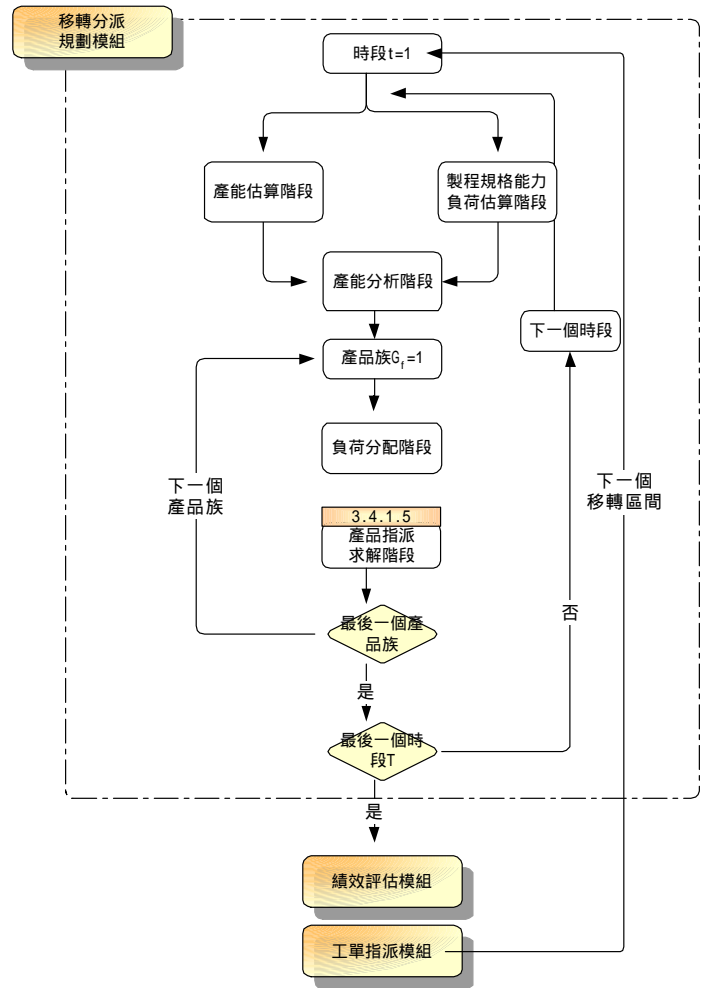 移轉分派
規劃模組
時段t=1
產能估算階段
製程規格能力
負荷估算階段
產能分析階段
下一個時段
產品族Gf=1
負荷分配階段
下一個
產品族
下一個
移轉區間
3.4.1.5
產品指派
求解階段
否
最後一個產
品族
是
最後一個時
段T
是
績效評估模組
工單指派模組